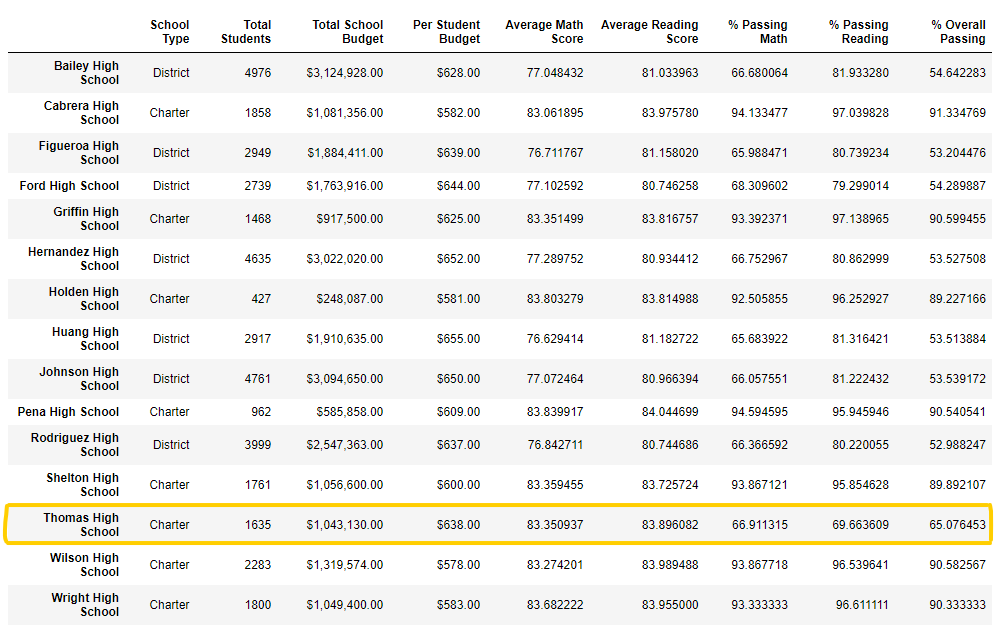 School Type Total Students Total School Budget Per Student Budget Average Math Score Average Reading Score % Passing Math % Passing Reading % Overall Passing
Bailey High School District 4976 $3,124,928.00 $628.00 77.048432 81.033963 66.680064 81.933280 54.642283
Cabrera High School Charter 1858 $1,081,356.00 $582.00 83.061895 83.975780 94.133477 97.039828 91.334769
Figueroa High School District 2949 $1,884,411.00 $639.00 76.711767 81.158020 65.988471 80.739234 53.204476
Ford High School District 2739 $1,763,916.00 $644.00 77.102592 80.746258 68.309602 79.299014 54.289887
Griffin High School Charter 1468 $917,500.00 $625.00 83.351499 83.816757 93.392371 97.138965 90.599455
Hernandez High School District 4635 $3,022,020.00 $652.00 77.289752 80.934412 66.752967 80.862999 53.527508
Holden High School Charter 427 $248,087.00 $581.00 83.803279 83.814988 92.505855 96.252927 89.227166
Huang High School District 2917 $1,910,635.00 $655.00 76.629414 81.182722 65.683922 81.316421 53.513884
Johnson High School District 4761 $3,094,650.00 $650.00 77.072464 80.966394 66.057551 81.222432 53.539172
Pena High School Charter 962 $585,858.00 $609.00 83.839917 84.044699 94.594595 95.945946 90.540541
Rodriguez High School District 3999 $2,547,363.00 $637.00 76.842711 80.744686 66.366592 80.220055 52.988247
Shelton High School Charter 1761 $1,056,600.00 $600.00 83.359455 83.725724 93.867121 95.854628 89.892107
Thomas High School Charter 1635 $1,043,130.00 $638.00 83.350937 83.896082 66.911315 69.663609 65.076453
Wilson High School Charter 2283 $1,319,574.00 $578.00 83.274201 83.989488 93.867718 96.539641 90.582567
Wright High School Charter 1800 $1,049,400.00 $583.00 83.682222 83.955000 93.333333 96.611111 90.333333